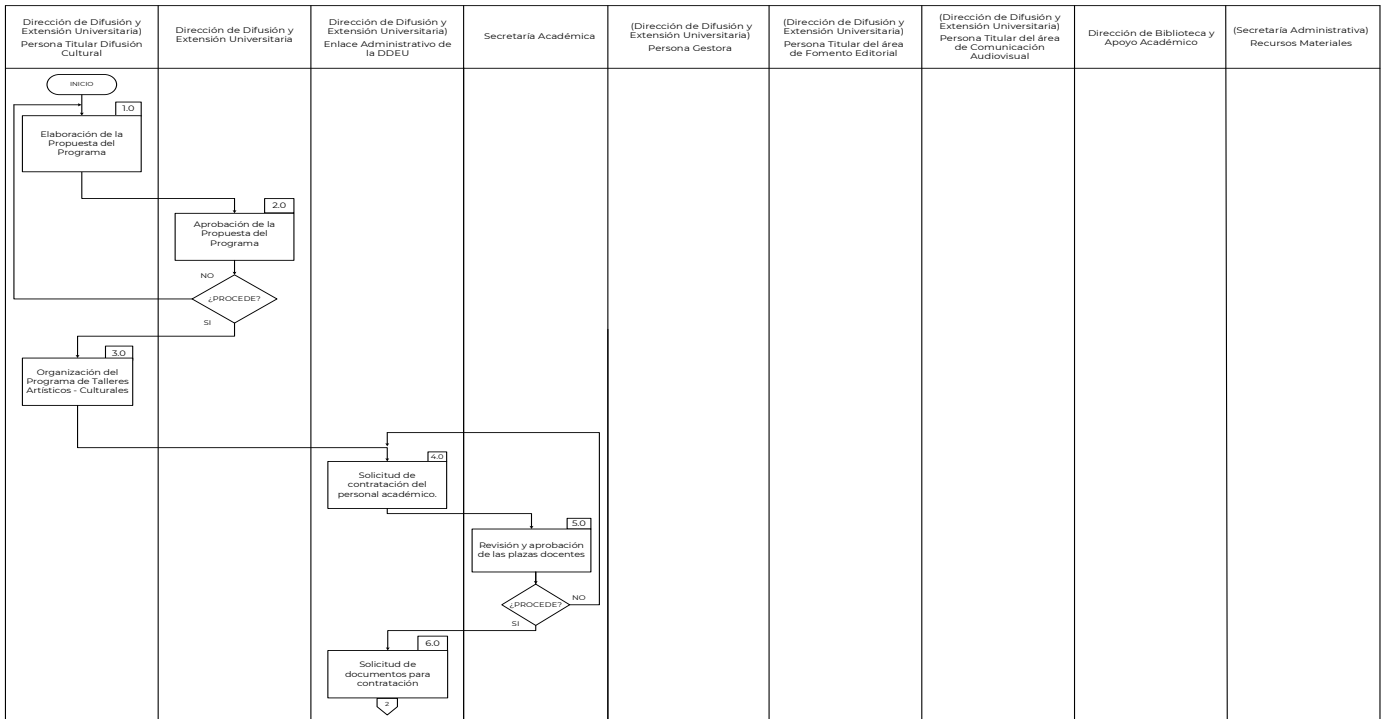 Dirección de Difusión y
Extensión Universitaria)
Persona Titular Difusión
Cultural
Dirección de Difusión y
Extensión Universitaria
Dirección de Difusión y
Extensión Universitaria)
Enlace Administrativo de
la DDEU
Secretaría Académica
(Dirección de Difusión y
Extensión Universitaria)
Persona Gestora
(Dirección de Difusión y
Extensión Universitaria)
Persona Titular del área
de Fomento Editorial
(Dirección de Difusión y
Extensión Universitaria)
Persona Titular del área
de Comunicación
Audiovisual
Dirección de Biblioteca y
Apoyo Académico
(Secretaría Administrativa)
Recursos Materiales
INICIO
1.0
Elaboración de la
Propuesta del
Programa
2.0
Aprobación de la
Propuesta del
Programa
NO
¿PROCEDE?
SI
3.0
Organización del
Programa de Talleres
Artísticos - Culturales
4.0
Solicitud de
contratación del
personal académico.
5.0
Revisión y aprobación
de las plazas docentes
¿PROCEDE?
NO
SI
6.0
Solicitud de
documentos para
contratación
2